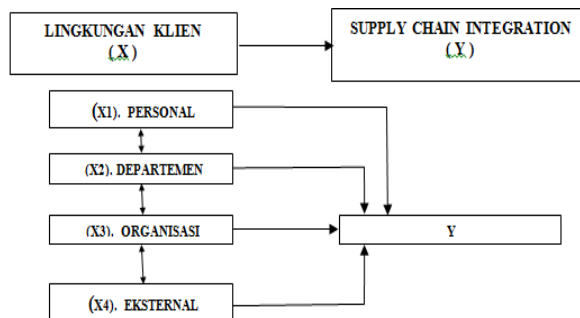 LINGKUNGAN KLIEN
( X )
SUPPLY CHAIN INTEGRATION
( Y )
(X1). PERSONAL
(X2). DEPARTEMEN
(X3). ORGANISASI
Y
(X4). EKSTERNAL